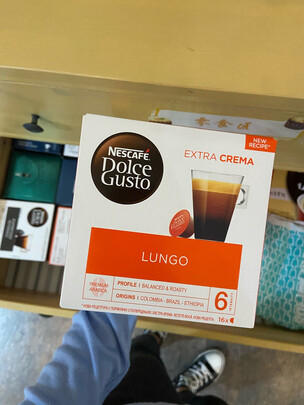 NESCAFÉ
DOLCE
GUSTO
EXTRA CREMA
NEW
RECIPE*
LUNGO
PREMIUM
ARABICA
PROFILE | BALANCED & ROASTY
ORIGINS | COLOMBIA - BRAZIL - ETHIOPIA
6
INTENSITY
16x